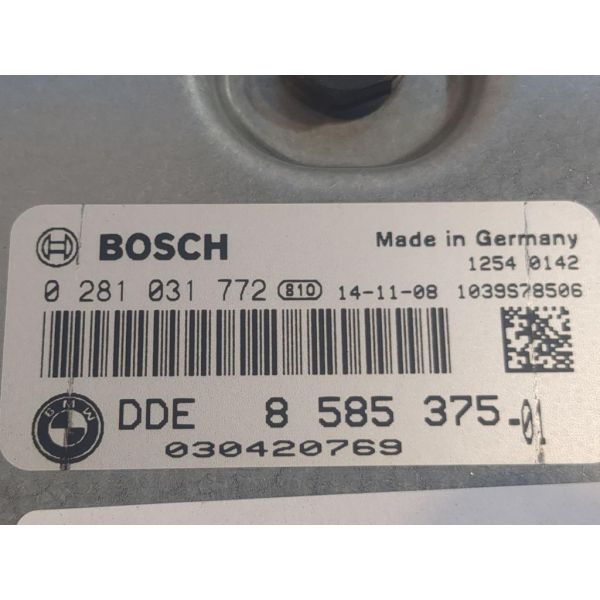 BOSCH
Made in Germany
1254 0142
0 281 031 772 810 14-11-08 1039S78506
BMW
DDE 8 585 375-01
030420769